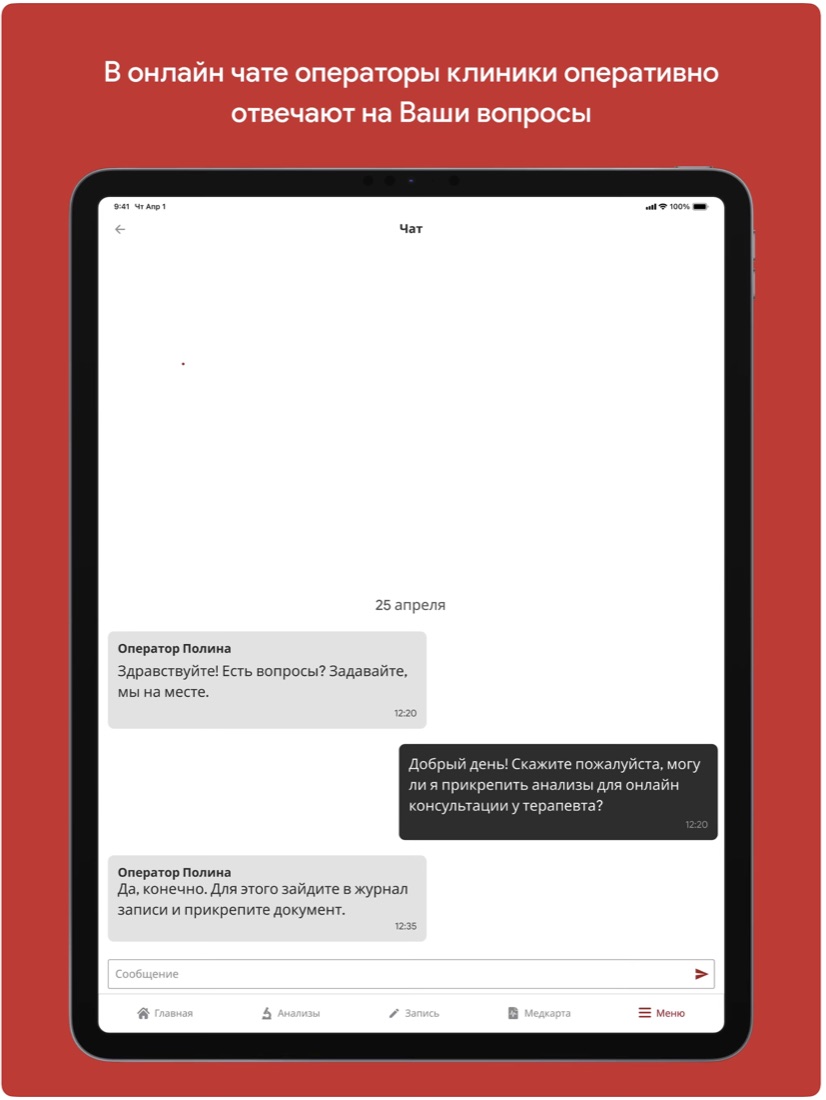 В онлайн чате операторы клиники оперативно
отвечают на Ваши вопросы
9:41 Чт Апр 1
100%
Чат
25 апреля
Оператор Полина
Здравствуйте! Есть вопросы? Задавайте,
мы на месте.
12:20
Добрый день! Скажите пожалуйста, могу
ли я прикрепить анализы для онлайн
консультации у терапевта?
12:20
Оператор Полина
Да, конечно. Для этого зайдите в журнал
записи и прикрепите документ.
12:35
Сообщение
Главная
Анализы
Запись
Медкарта
Меню